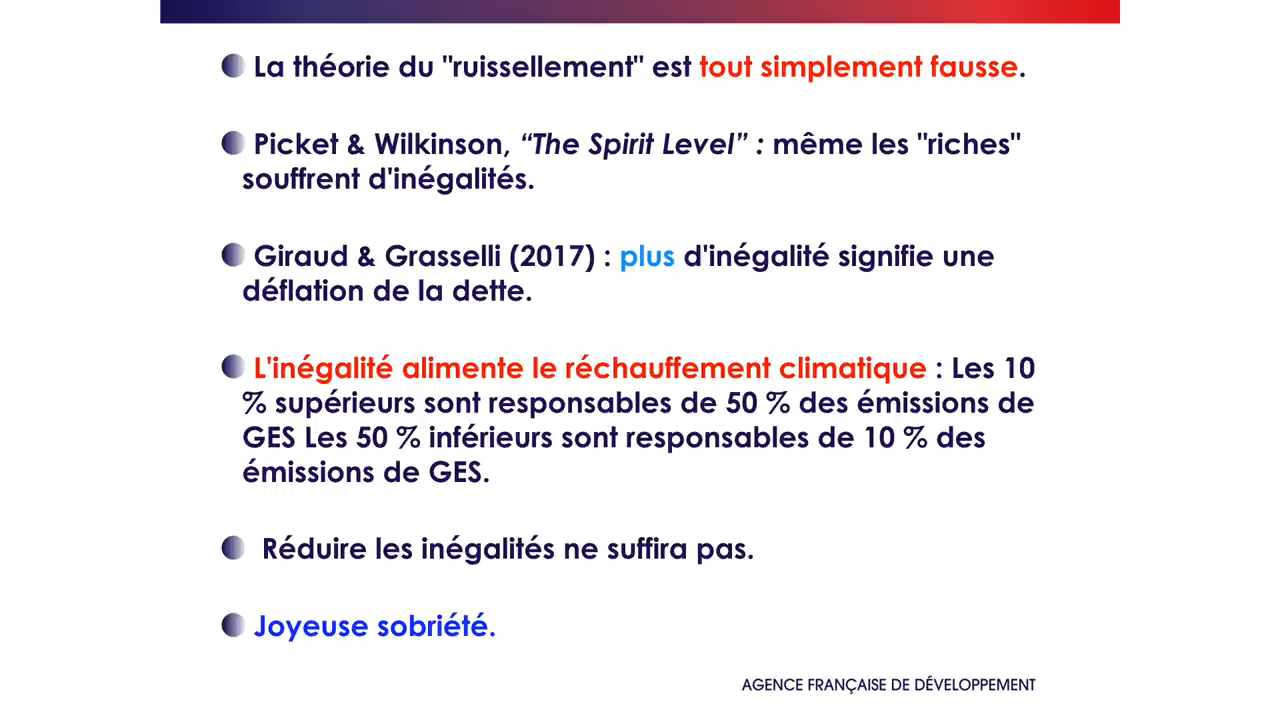 La théorie du "ruissellement" est tout simplement fausse.
Picket & Wilkinson, “The Spirit Level” : même les "riches"
souffrent d'inégalités.
Giraud & Grasselli (2017) : plus d'inégalité signifie une
déflation de la dette.
L'inégalité alimente le réchauffement climatique : Les 10
% supérieurs sont responsables de 50 % des émissions de
GES Les 50 % inférieurs sont responsables de 10 % des
émissions de GES.
Réduire les inégalités ne suffira pas.
Joyeuse sobriété.
AGENCE FRANÇAISE DE DÉVELOPPEMENT